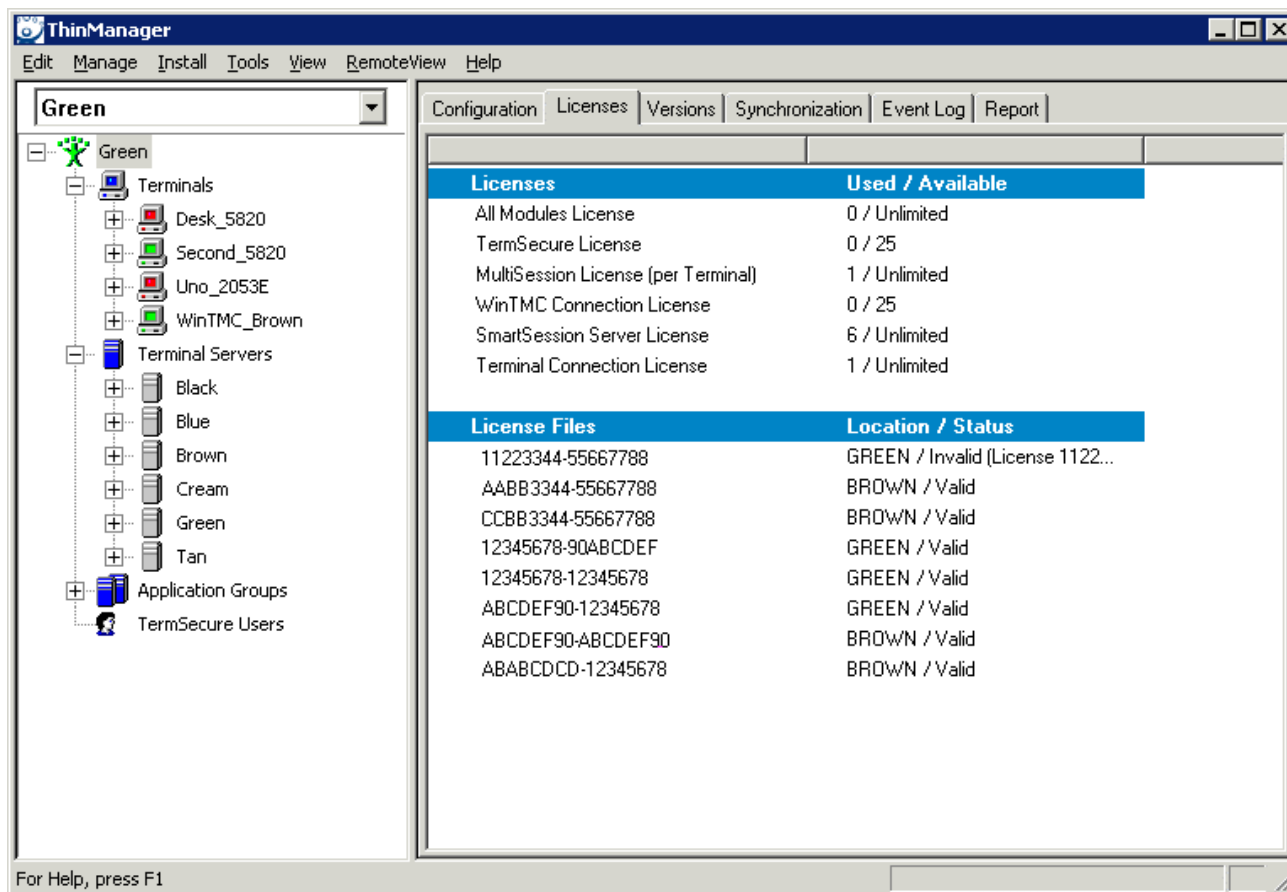 ThinManager
Edit Manage Install Tools View RemoteView Help
Green
Green
Terminals
Desk_5820
Second_5820
Uno_2053E
WinTMC_Brown
Terminal Servers
Black
Blue
Brown
Cream
Green
Tan
Application Groups
TermSecure Users
Configuration Licenses Versions Synchronization Event Log Report
Licenses Used / Available
All Modules License 0 / Unlimited
TermSecure License 0 / 25
MultiSession License (per Terminal) 1 / Unlimited
WinTMC Connection License 0 / 25
SmartSession Server License 6 / Unlimited
Terminal Connection License 1 / Unlimited
License Files Location / Status
11223344-55667788 GREEN / Invalid (License 1122...
AABB3344-55667788 BROWN / Valid
CCBB3344-55667788 BROWN / Valid
12345678-90ABCDEF GREEN / Valid
12345678-12345678 GREEN / Valid
ABCDEF90-12345678 GREEN / Valid
ABCDEF90-ABCDEF90 BROWN / Valid
ABABCDCD-12345678 BROWN / Valid
For Help, press F1